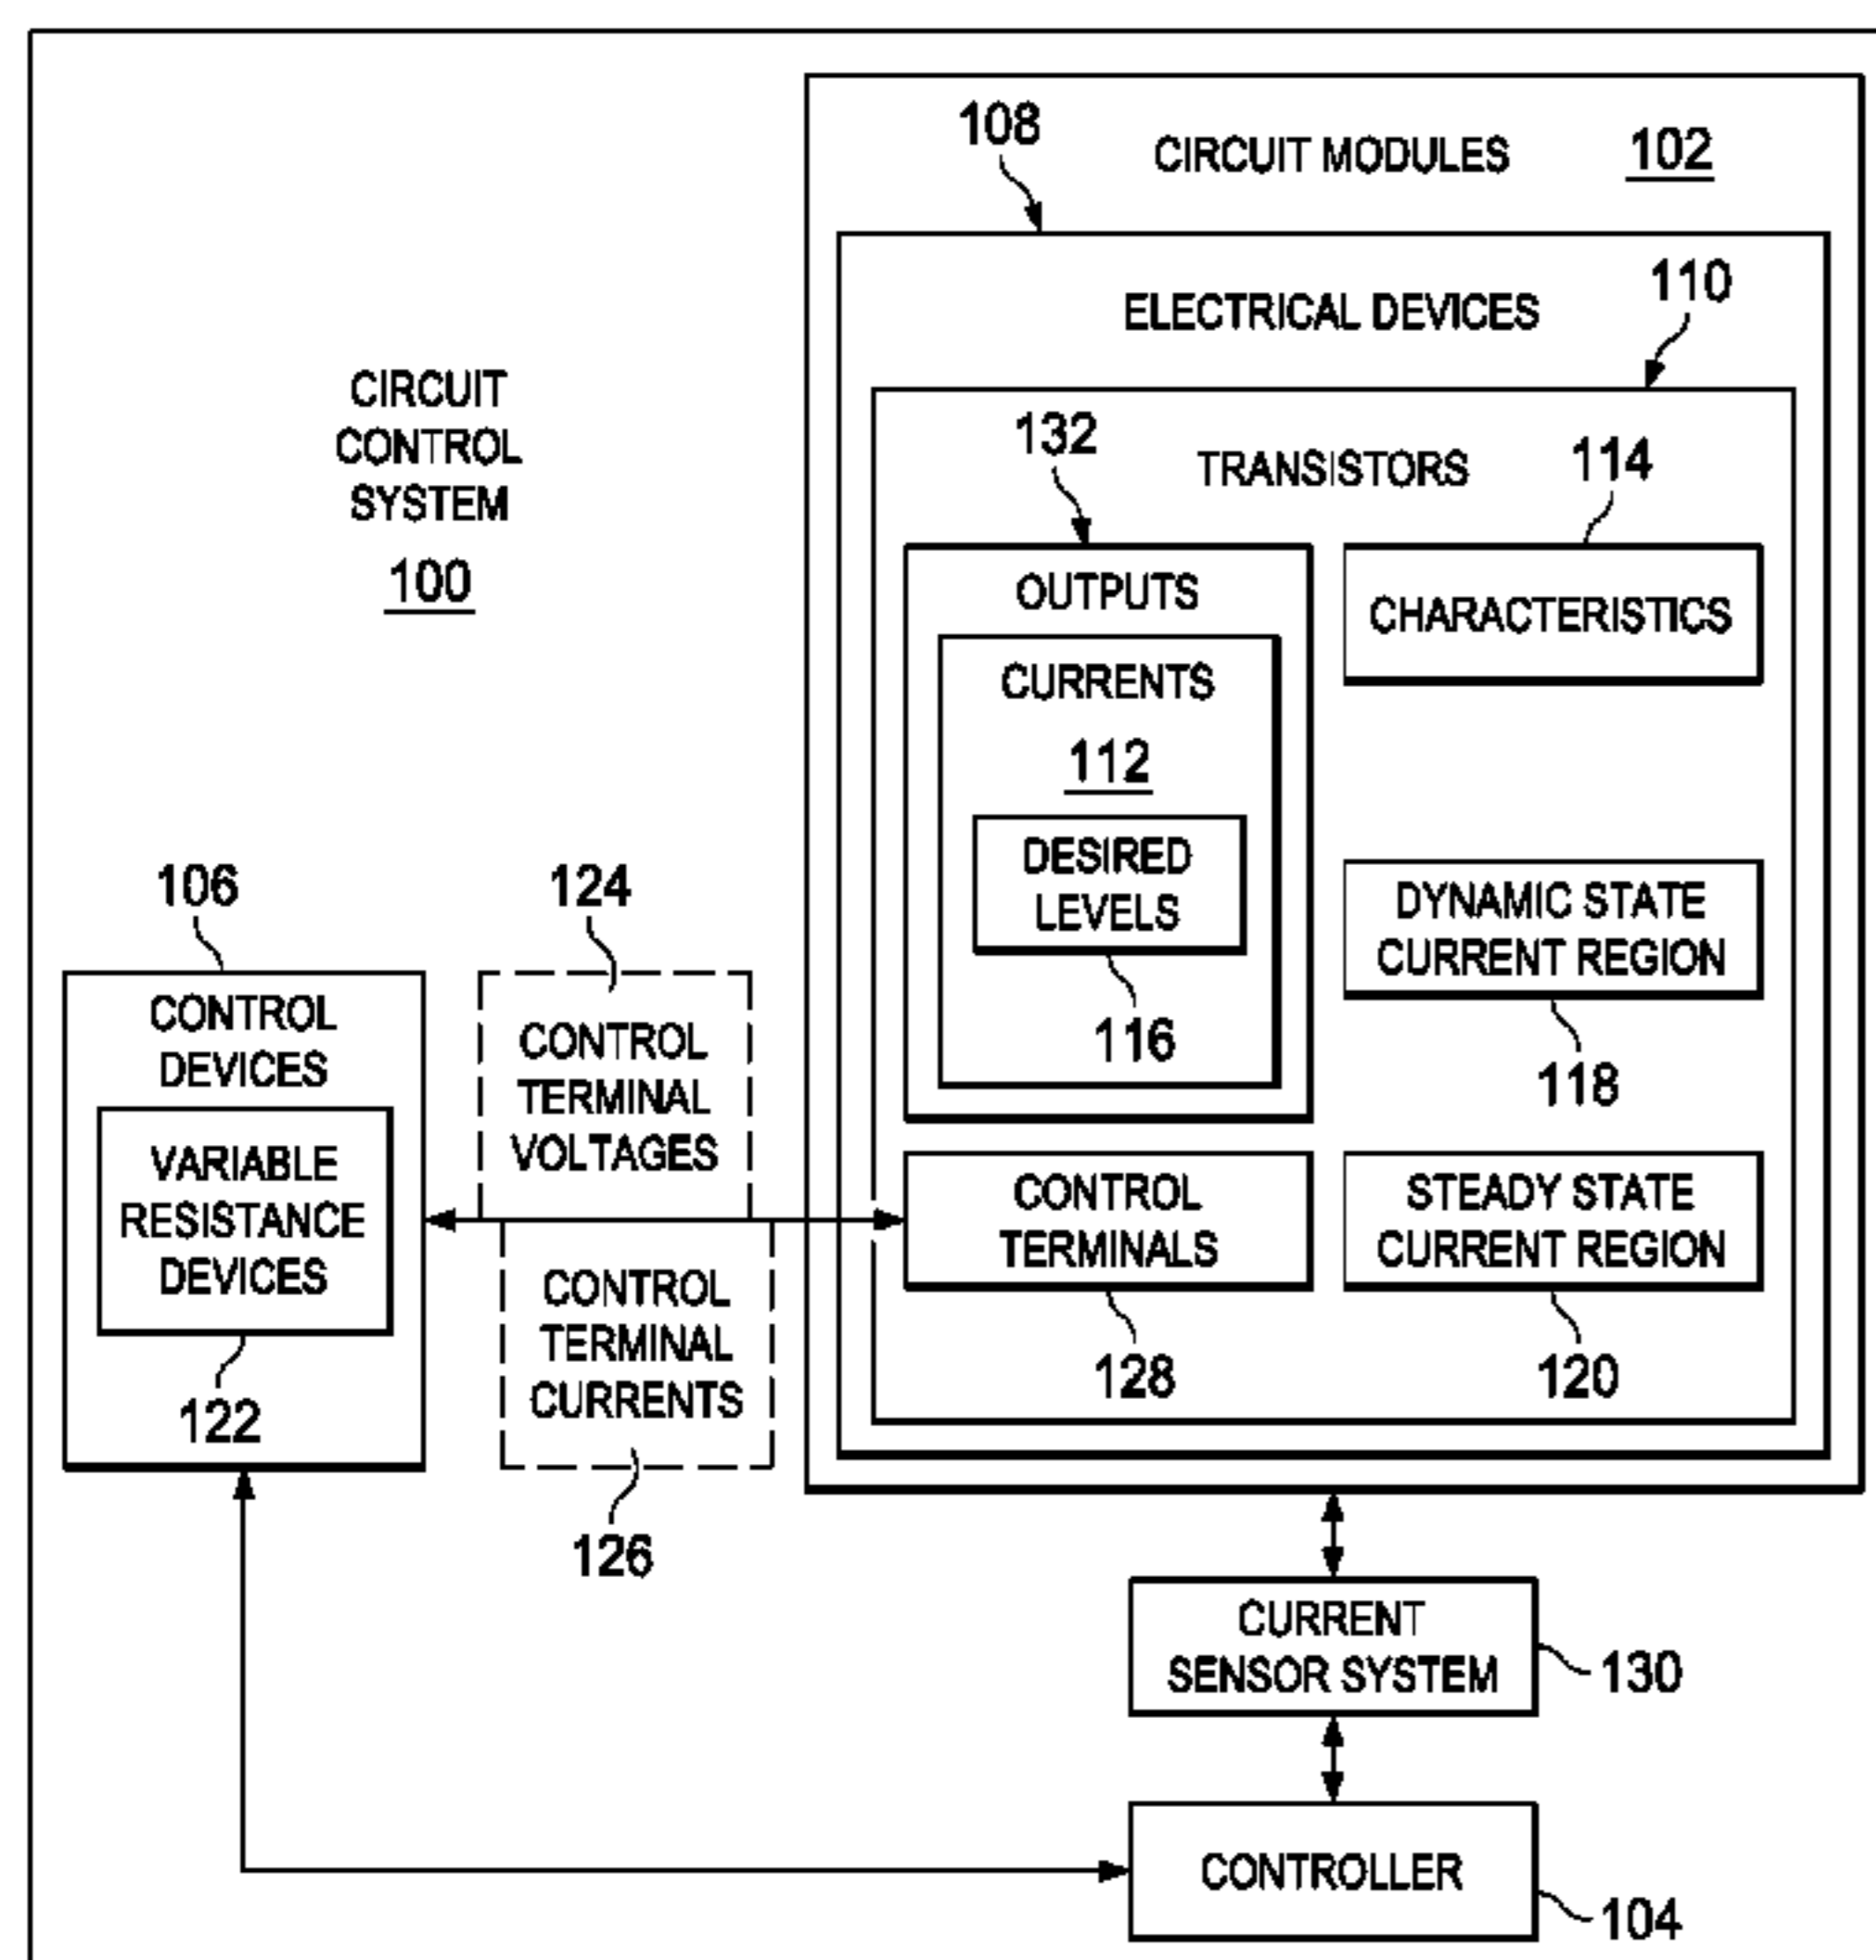 108
CIRCUIT MODULES 102
ELECTRICAL DEVICES
110
CIRCUIT
CONTROL
SYSTEM
100
132
TRANSISTORS
114
OUTPUTS
CHARACTERISTICS
CURRENTS
112
DESIRED
LEVELS
116
DYNAMIC STATE
CURRENT REGION
118
106
CONTROL
DEVICES
VARIABLE
RESISTANCE
DEVICES
122
124
CONTROL
TERMINAL
VOLTAGES
CONTROL
TERMINAL
CURRENTS
126
CONTROL
TERMINALS
128
STEADY STATE
CURRENT REGION
120
CURRENT
SENSOR SYSTEM
130
CONTROLLER
104